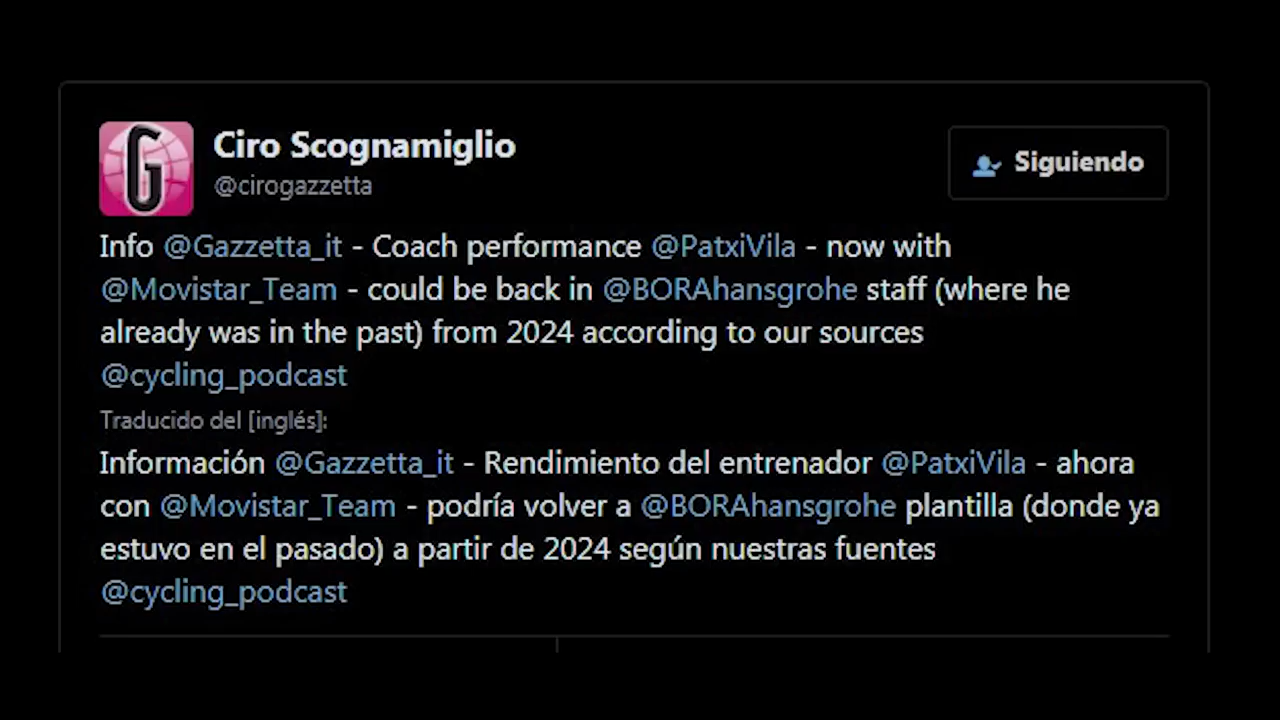 G
Ciro Scognamiglio
@cirogazzetta
Siguiendo
Info @Gazzetta_it - Coach performance @PatxiVila - now with
@Movistar_Team - could be back in @BORAhansgrohe staff (where he
already was in the past) from 2024 according to our sources
@cycling_podcast
Traducido del [inglés]:
Información @Gazzetta_it - Rendimiento del entrenador @PatxiVila - ahora
con @Movistar_Team - podría volver a @BORAhansgrohe plantilla (donde ya
estuvo en el pasado) a partir de 2024 según nuestras fuentes
@cycling_podcast